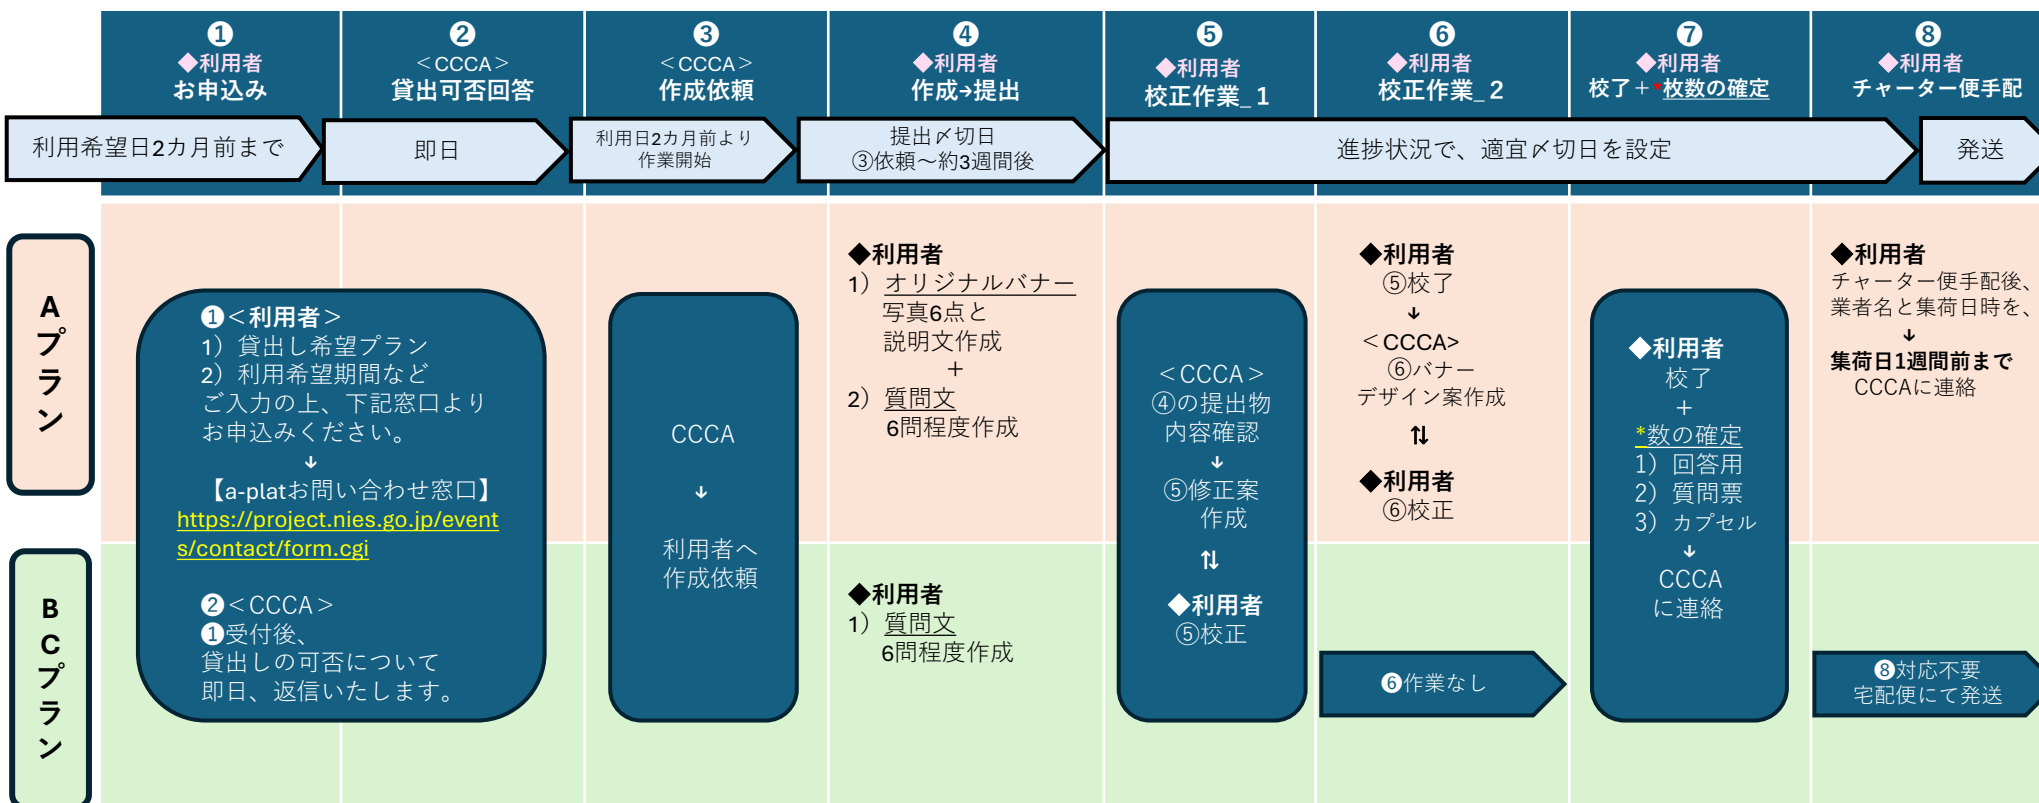 ❶
◆利用者
お申込み
❷
＜CCCA＞
貸出可否回答
❸
＜CCCA＞
作成依頼
❹
◆利用者
作成→提出
❺
◆利用者
校正作業_１
❻
◆利用者
校正作業_２
❼
◆利用者
校了＋*枚数の確定
❽
◆利用者
チャーター便手配
利用希望日2カ月前まで
即日
利用日2カ月前より
作業開始
提出〆切日
③依頼～約3週間後
進捗状況で、適宜〆切日を設定
発送
Aプラン
❶＜利用者＞
1）貸出し希望プラン
2）利用希望期間など
ご入力の上、下記窓口より
お申込みください。
↓
【a-platお問い合わせ窓口】
https://project.nies.go.jp/event
s/contact/form.cgi
❷＜CCCA＞
❶受付後、
貸出しの可否について
即日、返信いたします。
CCCA
↓
利用者へ
作成依頼
◆利用者
1）オリジナルバナー
写真6点と
説明文作成
＋
2）質問文
6問程度作成
＜CCCA＞
④の提出物
内容確認
↓
⑤修正案
作成
⇅
◆利用者
⑤校正
◆利用者
⑤校了
↓
＜CCCA>
⑥バナー
デザイン案作成
⇅
◆利用者
⑥校正
◆利用者
校了
＋
*数の確定
1）回答用
2）質問票
3）カプセル
↓
CCCA
に連絡
◆利用者
チャーター便手配後、
業者名と集荷日時を、
↓
集荷日1週間前まで
CCCAに連絡
BCプラン
◆利用者
1）質問文
6問程度作成
❻作業なし
❽対応不要
宅配便にて発送